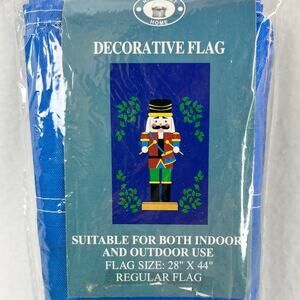 HOME
DECORATIVE FLAG
SUITABLE FOR BOTH INDOOR
AND OUTDOOR USE
FLAG SIZE: 28" X 44"
REGULAR FLAG